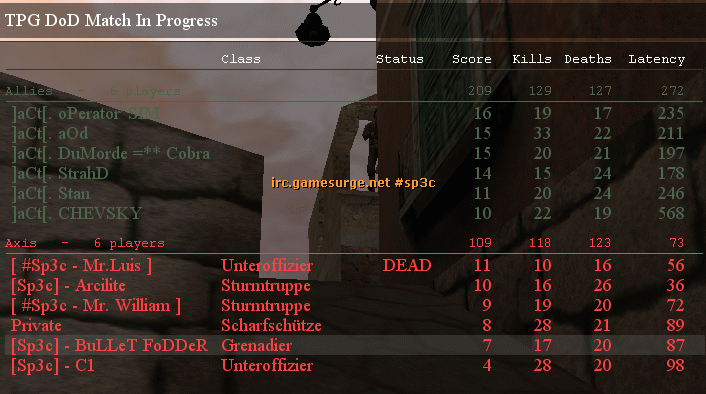 TPG DoD Match In Progress
Class Status Score Kills Deaths Latency
Allies - 6 players 209 129 127 272
]aCt[. oPerator SIM 16 19 17 235
]aCt[. aOd 15 33 22 211
]aCt[. DuMorde =** Cobra 15 20 21 197
]aCt[. StrahD 14 15 24 178
]aCt[. Stan 11 20 24 246
irc.gamesurge.net #sp3c
]aCt[. CHEVSKY 10 22 19 568
Axis - 6 players 109 118 123 73
[ #Sp3c - Mr.Luis ] Unteroffizier DEAD 11 10 16 56
[Sp3c] - Arcilite Sturmtruppe 10 16 26 36
[ #Sp3c - Mr. William ] Sturmtruppe 9 19 20 72
Private Scharfschütze 8 28 21 89
[Sp3c] - BuLLeT FoDDeR Grenadier 7 17 20 87
[Sp3c] - C1 Unteroffizier 4 28 20 98